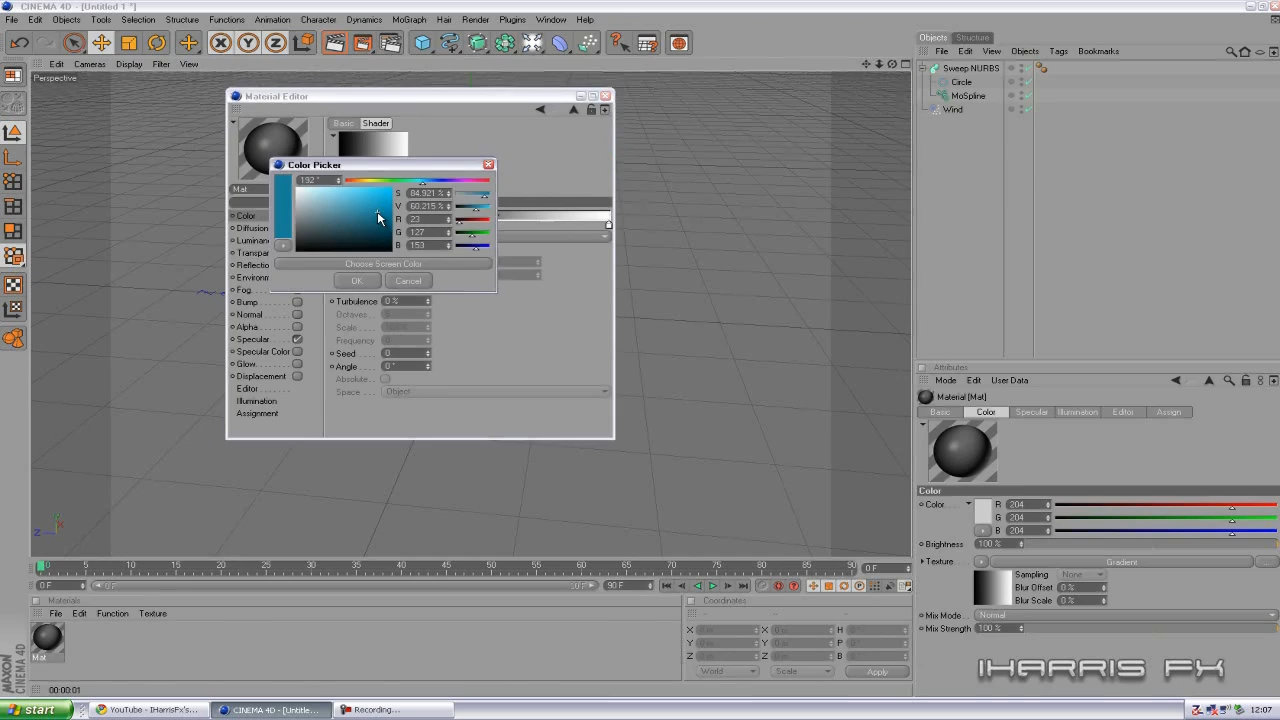 CINEMA 4D - [Untitled 1 *]
File Edit Objects Tools Selection Structure Functions Animation Character Dynamics MoGraph Hair Render Plugins Window Help
X Y Z
Objects Structure
File Edit View Objects Tags Bookmarks
Edit Cameras Display Filter View
Perspective
Sweep NURBS
Circle
MoSpline
Wind
Material Editor
Basic Shader
Mat
Color Picker
192 °
S 84.921 %
V 60.215 %
R 23
G 127
B 153
Choose Screen Color
OK Cancel
Color
Diffusion
Luminanc
Transpar
Reflectio
Environm
Fog
Bump
Normal
Alpha
Specular
Specular Color
Glow
Displacement
Editor
Illumination
Assignment
Turbulence 0 %
Octaves
Scale
Frequency
Seed 0
Angle 0 °
Absolute
Space Object
Attributes
Mode Edit User Data
Material [Mat]
Basic Color Specular Illumination Editor Assign
Color
Color R 204
G 204
B 204
Brightness 100 %
Texture Gradient
Sampling None
Blur Offset 0 %
Blur Scale 0 %
Mix Mode Normal
Mix Strength 100 %
Z
0 5 10 15 20 25 30 35 40 45 50 55 60 65 70 75 80 85 90 0 F
0 F 0 F 90 F 90 F
Materials
File Edit Function Texture
Mat
Coordinates
X X H
Y Y P
Z Z B
World Scale Apply
MAXON CINEMA 4D
IHARRIS FX
00:00:01
start YouTube - IHarrisFx's... CINEMA 4D - [Untitle... Recording... 12:07